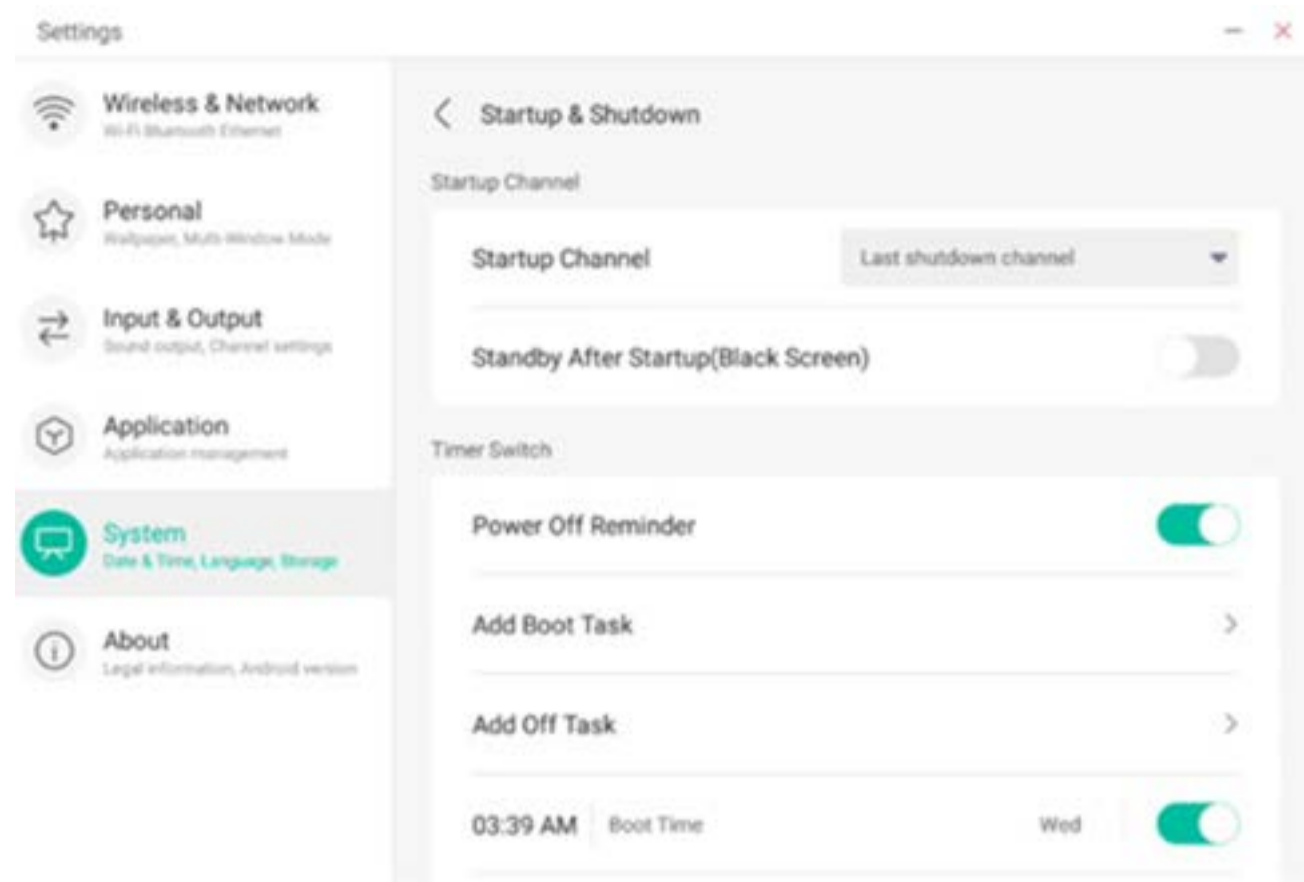 Settings
Wireless & Network
Wi-Fi Bluetooth Ethernet
Personal
Wallpaper, Multi-Window Mode
Input & Output
Sound output, Channel settings
Application
Application management
System
Date & Time, Language, Storage
About
Legal information, Android version
Startup & Shutdown
Startup Channel
Startup Channel
Last shutdown channel
Standby After Startup(Black Screen)
Timer Switch
Power Off Reminder
Add Boot Task
Add Off Task
03:39 AM Boot Time Wed